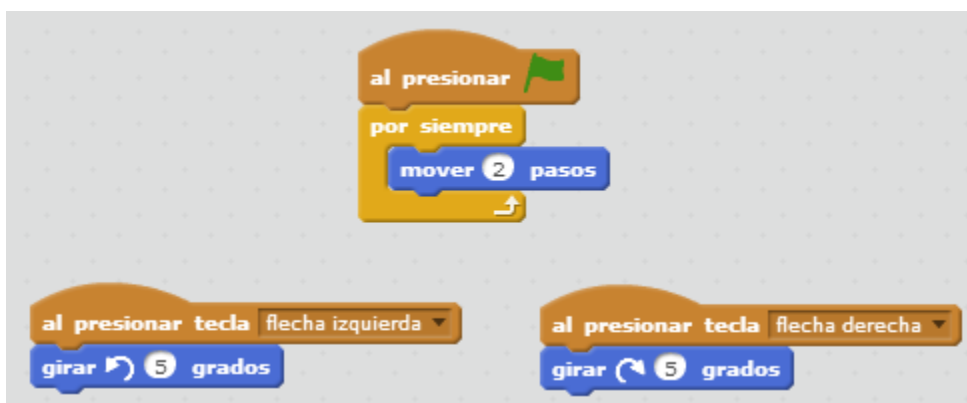 al presionar
por siempre
mover 2 pasos
al presionar tecla flecha izquierda
girar 5 grados
al presionar tecla flecha derecha
girar 5 grados